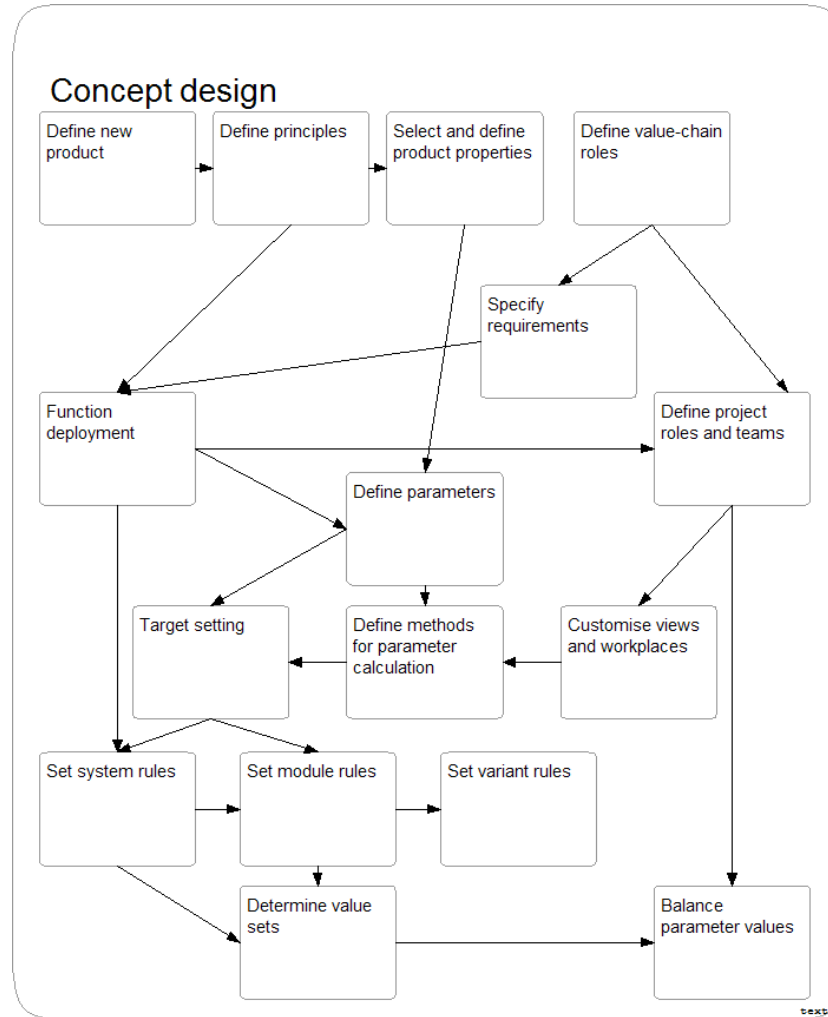 Concept design
Define new
product
Define principles
Select and define
product properties
Define value-chain
roles
Specify
requirements
Function
deployment
Define project
roles and teams
Define parameters
Target setting
Define methods
for parameter
calculation
Customise views
and workplaces
Set system rules
Set module rules
Set variant rules
Determine value
sets
Balance
parameter values
text